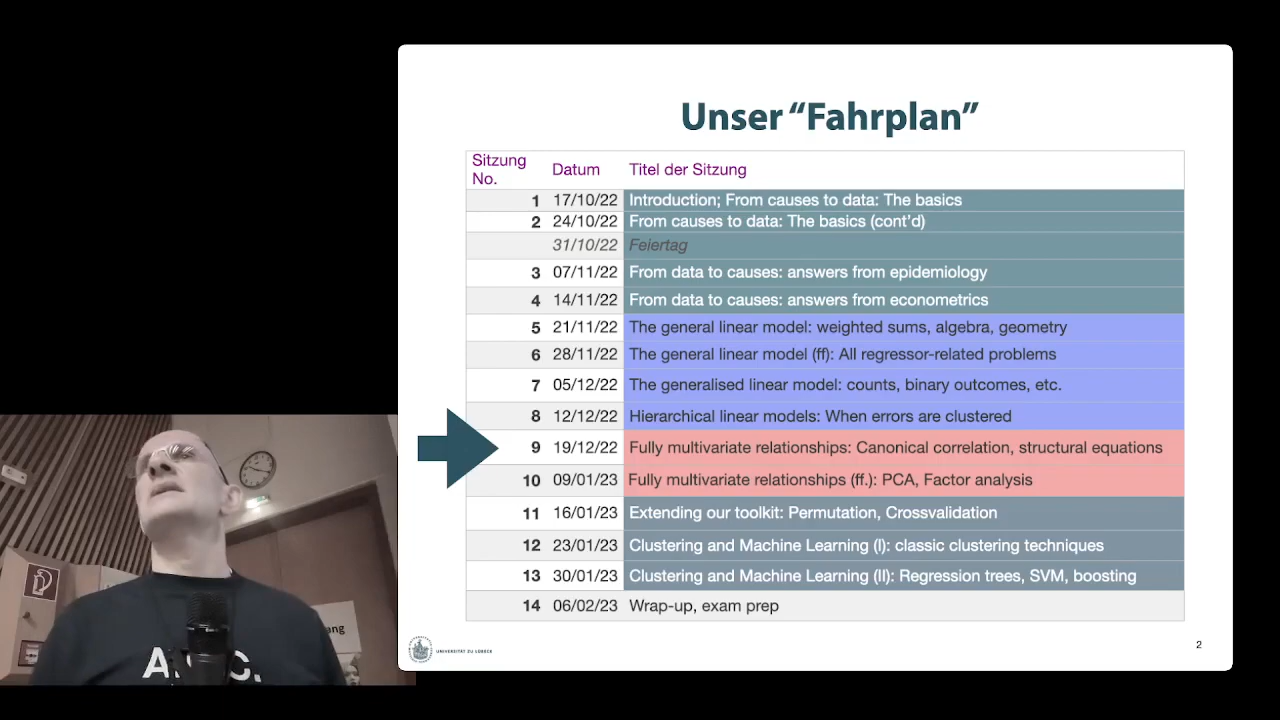 Unser “Fahrplan”
Sitzung No. Datum Titel der Sitzung
1 17/10/22 Introduction; From causes to data: The basics
2 24/10/22 From causes to data: The basics (cont’d)
31/10/22 Feiertag
3 07/11/22 From data to causes: answers from epidemiology
4 14/11/22 From data to causes: answers from econometrics
5 21/11/22 The general linear model: weighted sums, algebra, geometry
6 28/11/22 The general linear model (ff): All regressor-related problems
7 05/12/22 The generalised linear model: counts, binary outcomes, etc.
8 12/12/22 Hierarchical linear models: When errors are clustered
9 19/12/22 Fully multivariate relationships: Canonical correlation, structural equations
10 09/01/23 Fully multivariate relationships (ff.): PCA, Factor analysis
11 16/01/23 Extending our toolkit: Permutation, Crossvalidation
12 23/01/23 Clustering and Machine Learning (I): classic clustering techniques
13 30/01/23 Clustering and Machine Learning (II): Regression trees, SVM, boosting
14 06/02/23 Wrap-up, exam prep
UNIVERSITÄT ZU LÜBECK
2